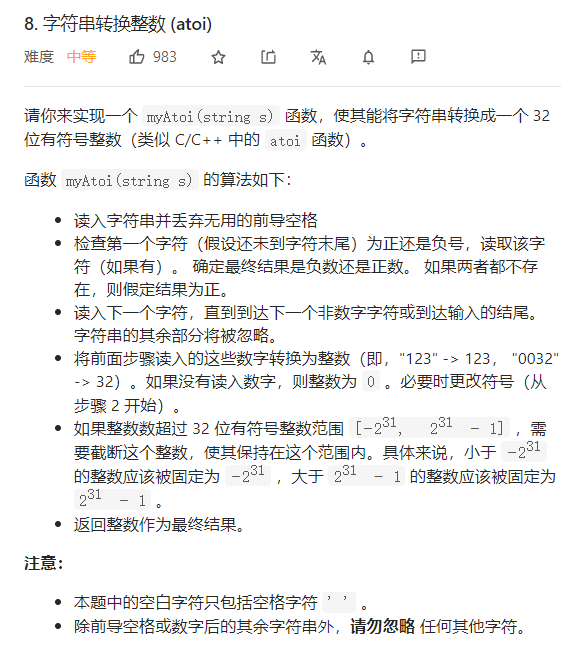 8. 字符串转换整数 (atoi)
难度 中等 983
请你来实现一个 myAtoi(string s) 函数，使其能将字符串转换成一个 32
位有符号整数（类似 C/C++ 中的 atoi 函数）。
函数 myAtoi(string s) 的算法如下：
• 读入字符串并丢弃无用的前导空格
• 检查第一个字符（假设还未到字符末尾）为正还是负号，读取该字
符（如果有）。 确定最终结果是负数还是正数。 如果两者都不存
在，则假定结果为正。
• 读入下一个字符，直到到达下一个非数字字符或到达输入的结尾。
字符串的其余部分将被忽略。
• 将前面步骤读入的这些数字转换为整数（即，"123" -> 123， "0032"
-> 32）。如果没有读入数字，则整数为 0 。必要时更改符号（从
步骤 2 开始）。
• 如果整数数超过 32 位有符号整数范围 [−2³¹, 2³¹ − 1] ，需
要截断这个整数，使其保持在这个范围内。具体来说，小于 −2³¹
的整数应该被固定为 −2³¹ ，大于 2³¹ − 1 的整数应该被固定为
2³¹ − 1 。
• 返回整数作为最终结果。
注意：
• 本题中的空白字符只包括空格字符 ' ' 。
• 除前导空格或数字后的其余字符串外，请勿忽略 任何其他字符。